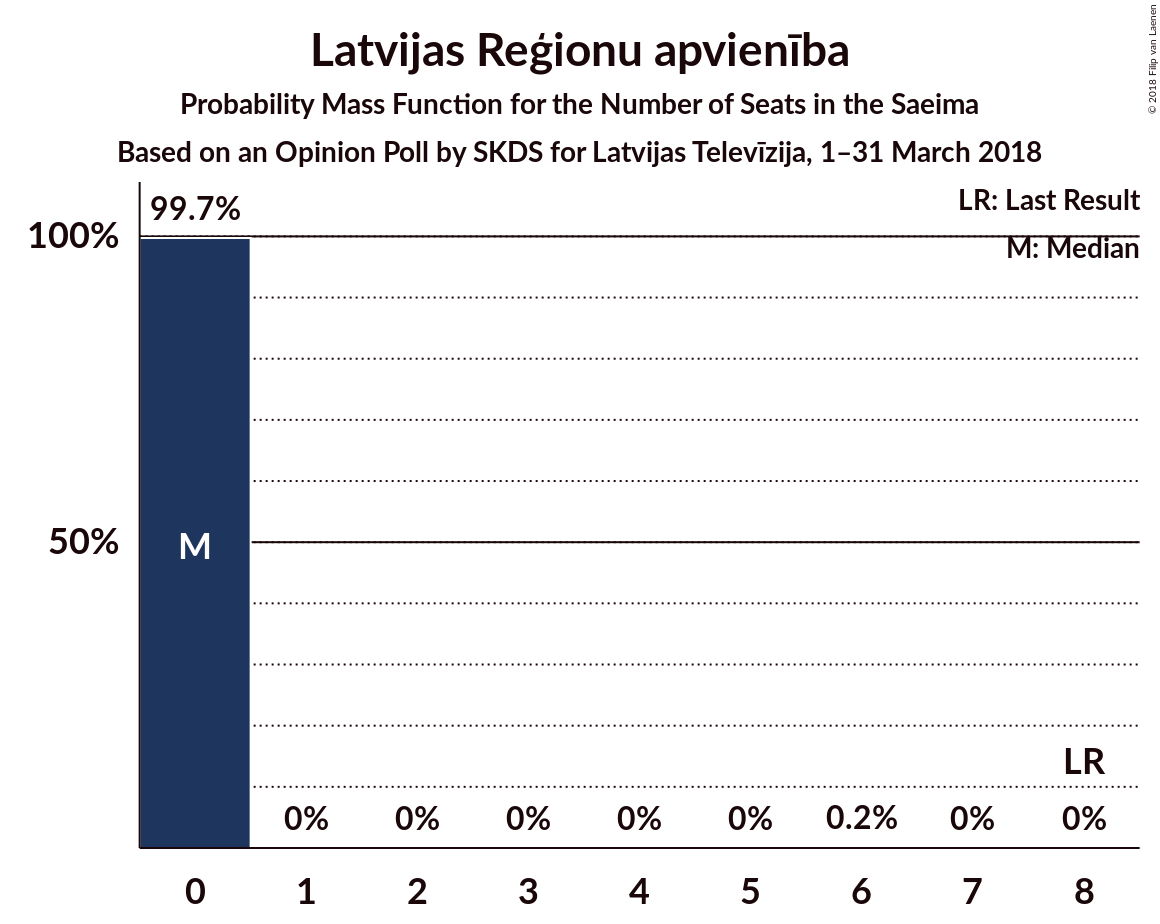 Latvijas Reģionu apvienība
Probability Mass Function for the Number of Seats in the Saeima
Based on an Opinion Poll by SKDS for Latvijas Televīzija, 1–31 March 2018
© 2018 Filip van Laenen
LR: Last Result
M: Median
99.7%
100%
50%
M
LR
0% 0% 0% 0% 0% 0.2% 0% 0%
0 1 2 3 4 5 6 7 8